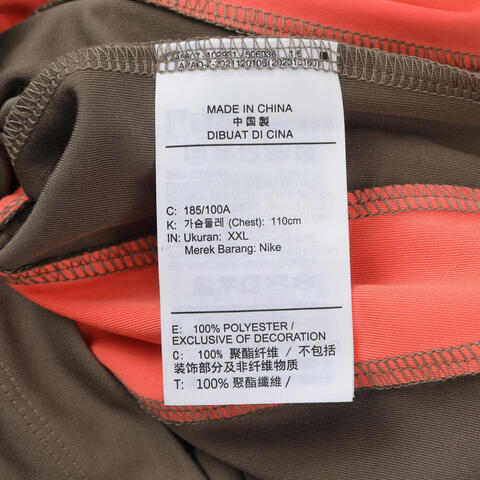 MADE IN CHINA
中国製
DIBUAT DI CINA
C: 185/100A
K: 가슴둘레 (Chest): 110cm
IN: Ukuran: XXL
Merek Barang: Nike
E: 100% POLYESTER /
EXCLUSIVE OF DECORATION
C: 100% 聚酯纤维 / 不包括
装饰部分及非纤维物质
T: 100% 聚酯纖維 /